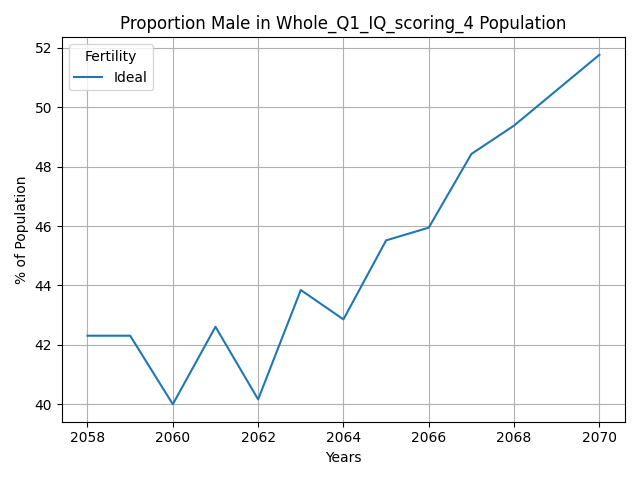 Proportion Male in Whole_Q1_IQ_scoring_4 Population
Fertility
Ideal
% of Population
52
50
48
46
44
42
40
2058 2060 2062 2064 2066 2068 2070
Years